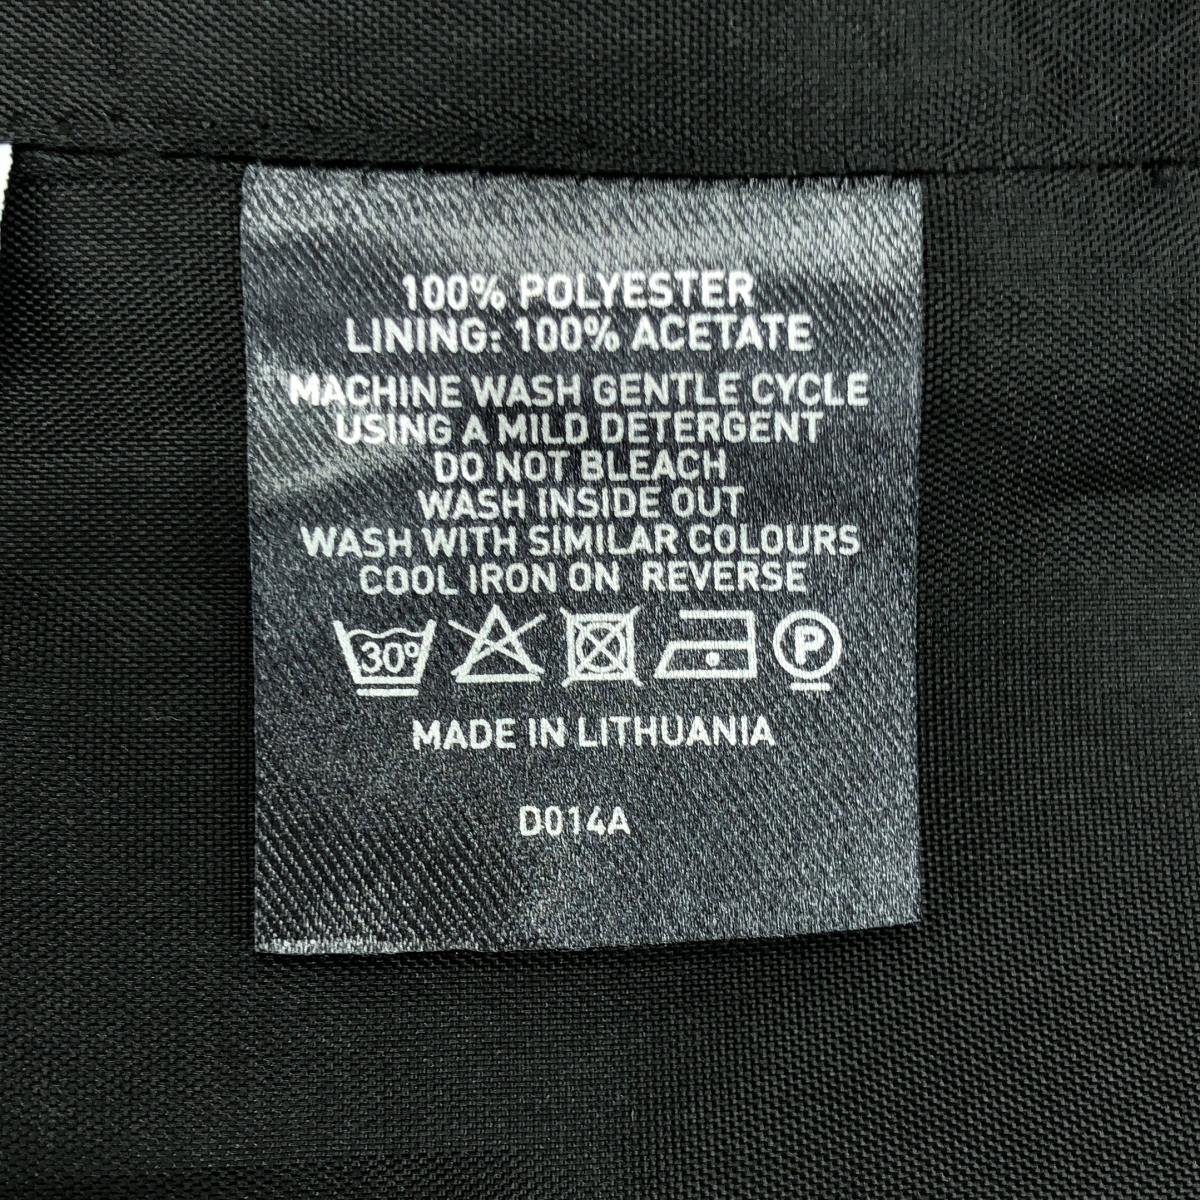 100% POLYESTER
LINING: 100% ACETATE
MACHINE WASH GENTLE CYCLE
USING A MILD DETERGENT
DO NOT BLEACH
WASH INSIDE OUT
WASH WITH SIMILAR COLOURS
COOL IRON ON REVERSE
30° P
MADE IN LITHUANIA
D014A